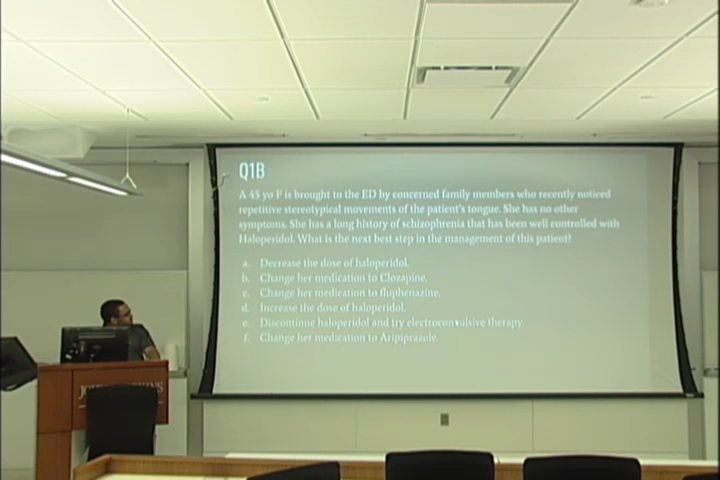 Q1B
A 45 yo F is brought to the ED by concerned family members who recently noticed
repetitive stereotypical movements of the patient's tongue. She has no other
symptoms. She has a long history of schizophrenia that has been well controlled with
Haloperidol. What is the next best step in the management of this patient?
a. Decrease the dose of haloperidol.
b. Change her medication to Clozapine.
c. Change her medication to fluphenazine.
d. Increase the dose of haloperidol.
e. Discontinue haloperidol and try electroconvulsive therapy.
f. Change her medication to Aripiprazole.